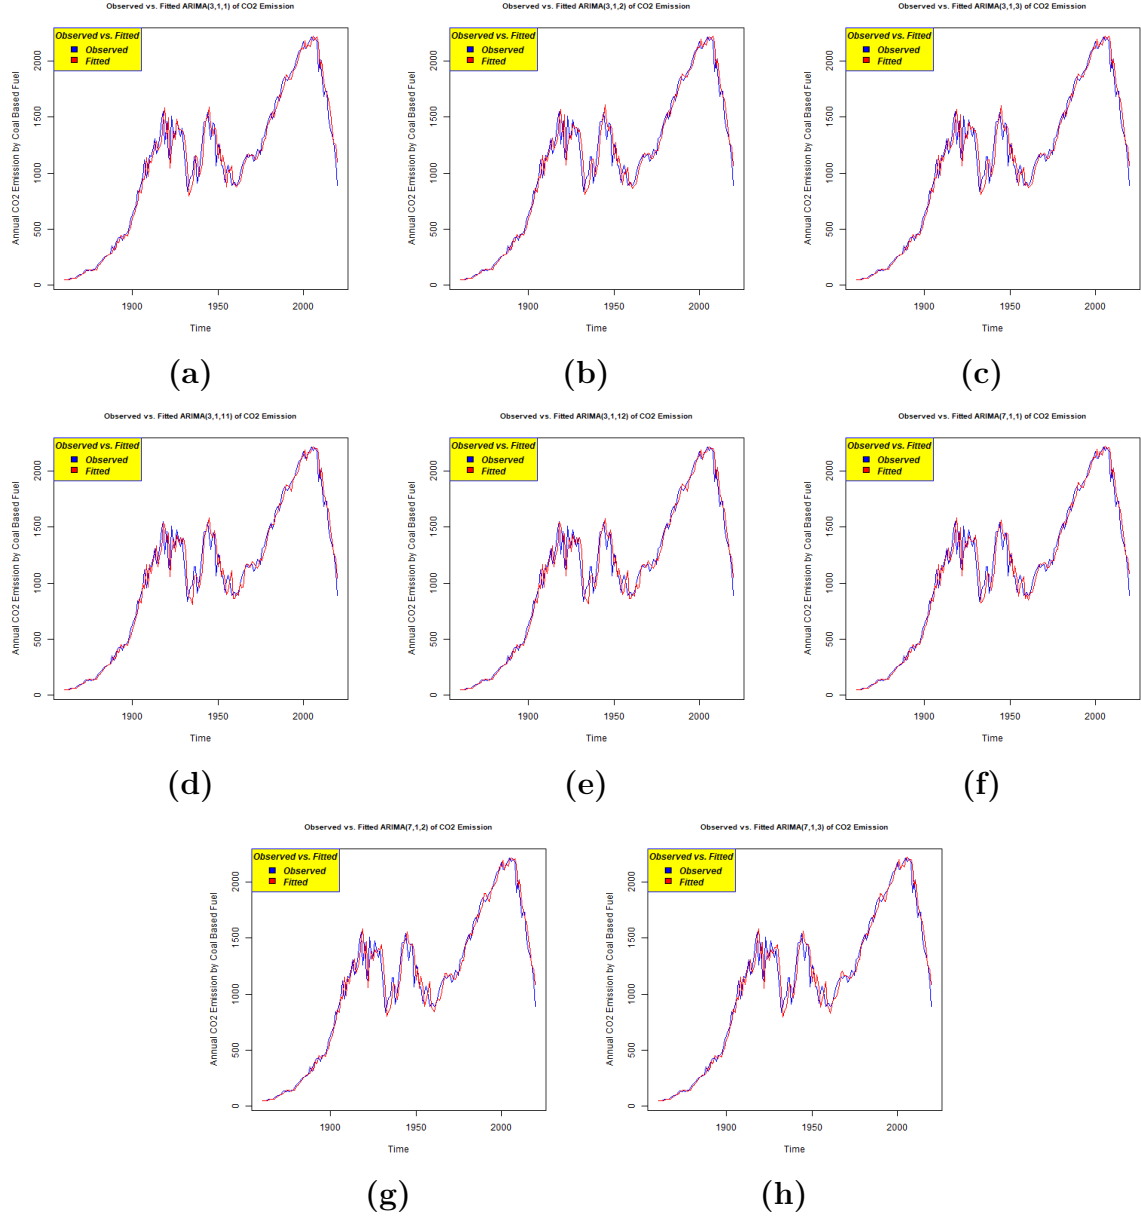 Observed vs. Fitted ARIMA(3,1,1) of CO2 Emission
Observed vs. Fitted
Observed
Fitted
Annual CO2 Emission by Coal Based Fuel
2000
1500
1000
500
0
1900 1950 2000
Time
(a)
Observed vs. Fitted ARIMA(3,1,2) of CO2 Emission
Observed vs. Fitted
Observed
Fitted
Annual CO2 Emission by Coal Based Fuel
2000
1500
1000
500
0
1900 1950 2000
Time
(b)
Observed vs. Fitted ARIMA(3,1,3) of CO2 Emission
Observed vs. Fitted
Observed
Fitted
Annual CO2 Emission by Coal Based Fuel
2000
1500
1000
500
0
1900 1950 2000
Time
(c)
Observed vs. Fitted ARIMA(3,1,11) of CO2 Emission
Observed vs. Fitted
Observed
Fitted
Annual CO2 Emission by Coal Based Fuel
2000
1500
1000
500
0
1900 1950 2000
Time
(d)
Observed vs. Fitted ARIMA(3,1,12) of CO2 Emission
Observed vs. Fitted
Observed
Fitted
Annual CO2 Emission by Coal Based Fuel
2000
1500
1000
500
0
1900 1950 2000
Time
(e)
Observed vs. Fitted ARIMA(7,1,1) of CO2 Emission
Observed vs. Fitted
Observed
Fitted
Annual CO2 Emission by Coal Based Fuel
2000
1500
1000
500
0
1900 1950 2000
Time
(f)
Observed vs. Fitted ARIMA(7,1,2) of CO2 Emission
Observed vs. Fitted
Observed
Fitted
Annual CO2 Emission by Coal Based Fuel
2000
1500
1000
500
0
1900 1950 2000
Time
(g)
Observed vs. Fitted ARIMA(7,1,3) of CO2 Emission
Observed vs. Fitted
Observed
Fitted
Annual CO2 Emission by Coal Based Fuel
2000
1500
1000
500
0
1900 1950 2000
Time
(h)